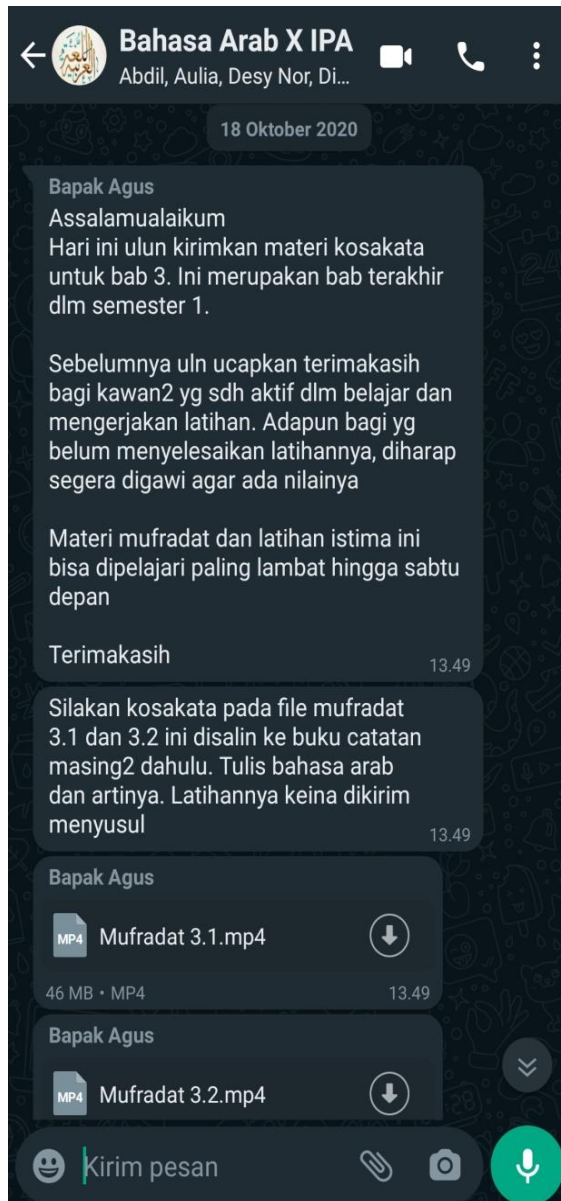 Bahasa Arab X IPA
Abdil, Aulia, Desy Nor, Di...
18 Oktober 2020
Bapak Agus
Assalamualaikum
Hari ini ulun kirimkan materi kosakata
untuk bab 3. Ini merupakan bab terakhir
dlm semester 1.
Sebelumnya uln ucapkan terimakasih
bagi kawan2 yg sdh aktif dlm belajar dan
mengerjakan latihan. Adapun bagi yg
belum menyelesaikan latihannya, diharap
segera digawi agar ada nilainya
Materi mufradat dan latihan istima ini
bisa dipelajari paling lambat hingga sabtu
depan
Terimakasih
13.49
Silakan kosakata pada file mufradat
3.1 dan 3.2 ini disalin ke buku catatan
masing2 dahulu. Tulis bahasa arab
dan artinya. Latihannya keina dikirim
menyusul
13.49
Bapak Agus
MP4 Mufradat 3.1.mp4
46 MB • MP4 13.49
Bapak Agus
MP4 Mufradat 3.2.mp4
Kirim pesan